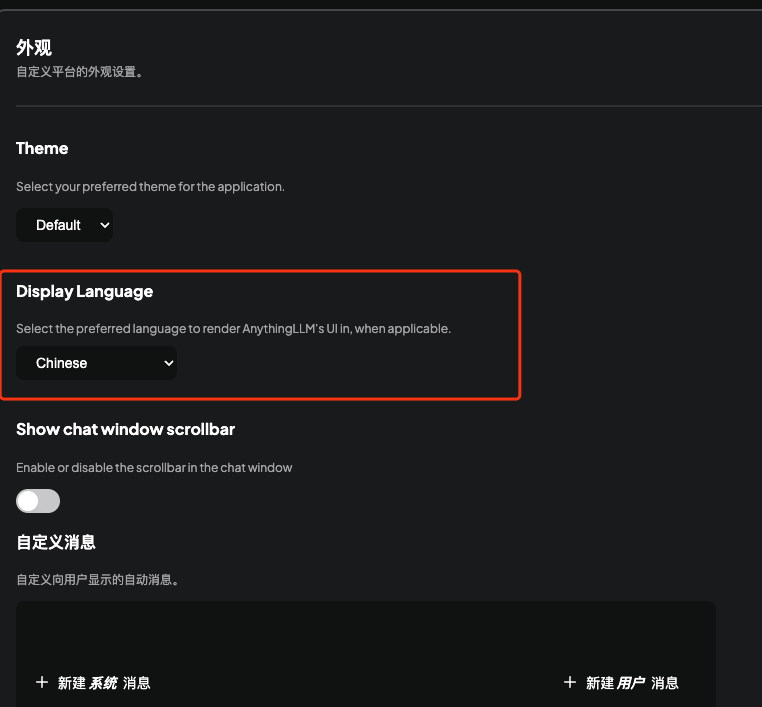 外观
自定义平台的外观设置。
Theme
Select your preferred theme for the application.
Default
Display Language
Select the preferred language to render AnythingLLM's UI in, when applicable.
Chinese
Show chat window scrollbar
Enable or disable the scrollbar in the chat window
自定义消息
自定义向用户显示的自动消息。
+ 新建 系统 消息
+ 新建 用户 消息